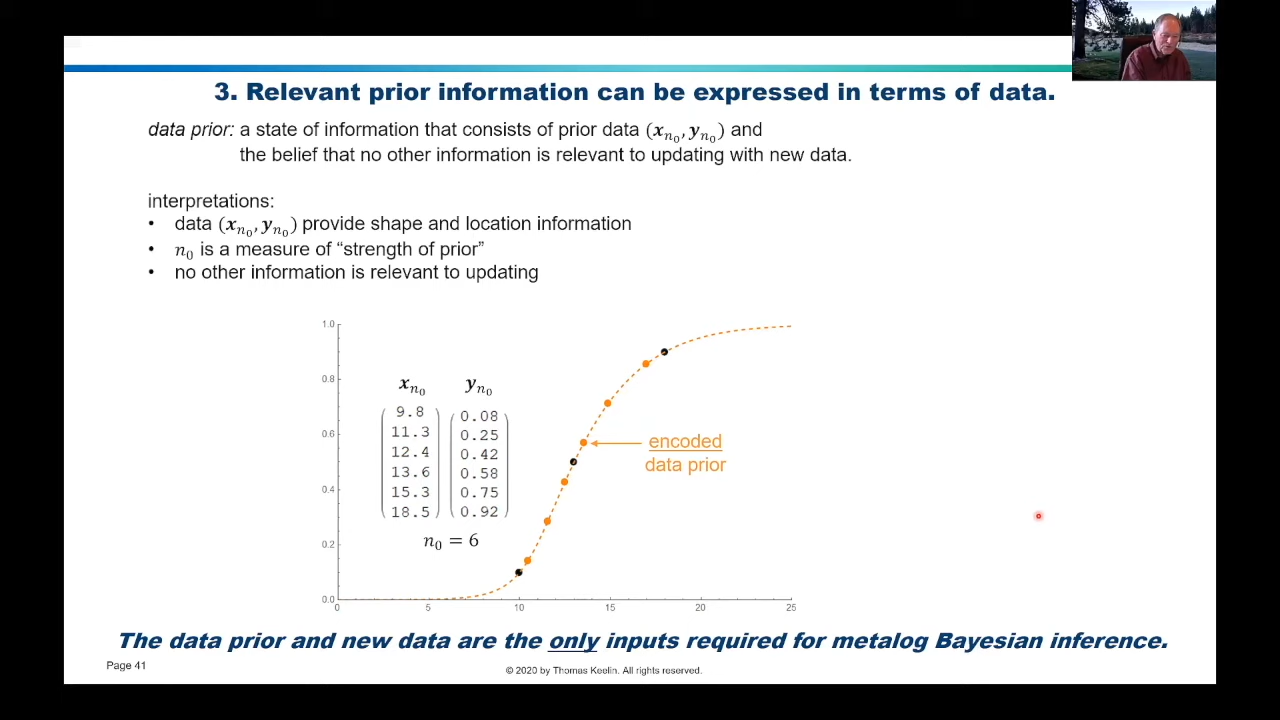 3. Relevant prior information can be expressed in terms of data.
data prior: a state of information that consists of prior data (xₙ₀, yₙ₀) and
the belief that no other information is relevant to updating with new data.
interpretations:
• data (xₙ₀, yₙ₀) provide shape and location information
• n₀ is a measure of “strength of prior”
• no other information is relevant to updating
1.0
0.8
0.6
0.4
0.2
0.0
xₙ₀ yₙ₀
9.8 0.08
11.3 0.25
12.4 0.42
13.6 0.58
15.3 0.75
18.5 0.92
n₀ = 6
encoded
data prior
0 5 10 15 20 25
The data prior and new data are the only inputs required for metalog Bayesian inference.
Page 41
© 2020 by Thomas Keelin. All rights reserved.